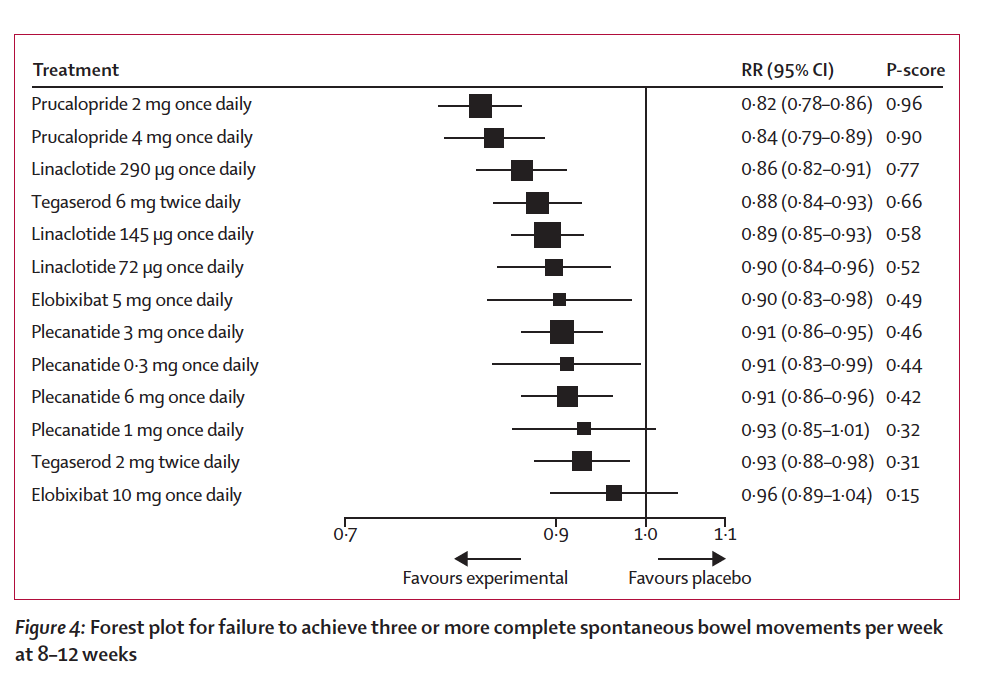 Treatment RR (95% CI) P-score
Prucalopride 2 mg once daily 0·82 (0·78–0·86) 0·96
Prucalopride 4 mg once daily 0·84 (0·79–0·89) 0·90
Linaclotide 290 µg once daily 0·86 (0·82–0·91) 0·77
Tegaserod 6 mg twice daily 0·88 (0·84–0·93) 0·66
Linaclotide 145 µg once daily 0·89 (0·85–0·93) 0·58
Linaclotide 72 µg once daily 0·90 (0·84–0·96) 0·52
Elobixibat 5 mg once daily 0·90 (0·83–0·98) 0·49
Plecanatide 3 mg once daily 0·91 (0·86–0·95) 0·46
Plecanatide 0·3 mg once daily 0·91 (0·83–0·99) 0·44
Plecanatide 6 mg once daily 0·91 (0·86–0·96) 0·42
Plecanatide 1 mg once daily 0·93 (0·85–1·01) 0·32
Tegaserod 2 mg twice daily 0·93 (0·88–0·98) 0·31
Elobixibat 10 mg once daily 0·96 (0·89–1·04) 0·15
0·7 0·9 1·0 1·1
Favours experimental Favours placebo
Figure 4: Forest plot for failure to achieve three or more complete spontaneous bowel movements per week
at 8–12 weeks